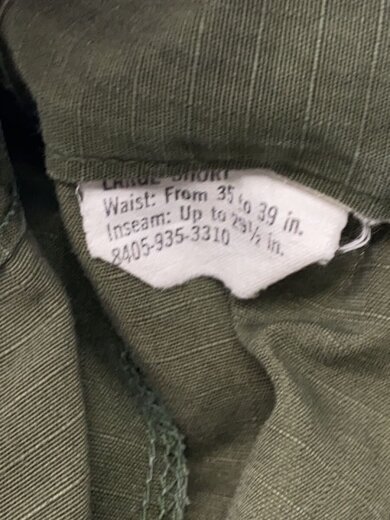 LARGE SHORT
Waist: From 35 to 39 in.
Inseam: Up to 29½ in.
8405-935-3310